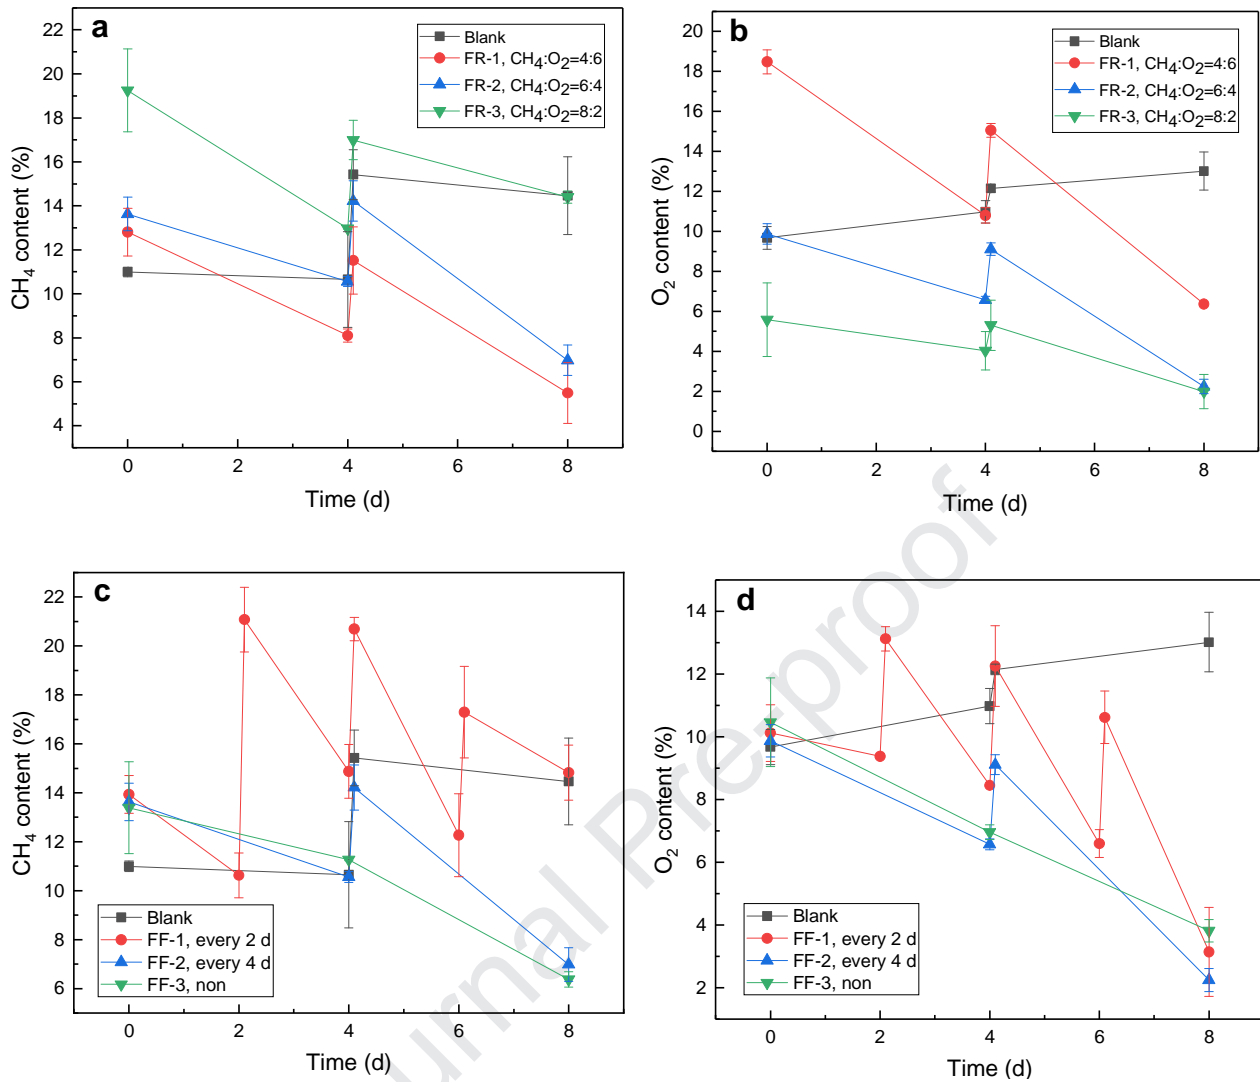 a
Blank
FR-1, CH4:O2=4:6
FR-2, CH4:O2=6:4
FR-3, CH4:O2=8:2
CH4 content (%)
22
20
18
16
14
12
10
8
6
4
0 2 4 6 8
Time (d)
b
Blank
FR-1, CH4:O2=4:6
FR-2, CH4:O2=6:4
FR-3, CH4:O2=8:2
O2 content (%)
20
18
16
14
12
10
8
6
4
2
0
0 2 4 6 8
Time (d)
c
CH4 content (%)
22
20
18
16
14
12
10
8
6
Blank
FF-1, every 2 d
FF-2, every 4 d
FF-3, non
0 2 4 6 8
Time (d)
d
O2 content (%)
14
12
10
8
6
4
2
Blank
FF-1, every 2 d
FF-2, every 4 d
FF-3, non
0 2 4 6 8
Time (d)
urnal Pre-proof